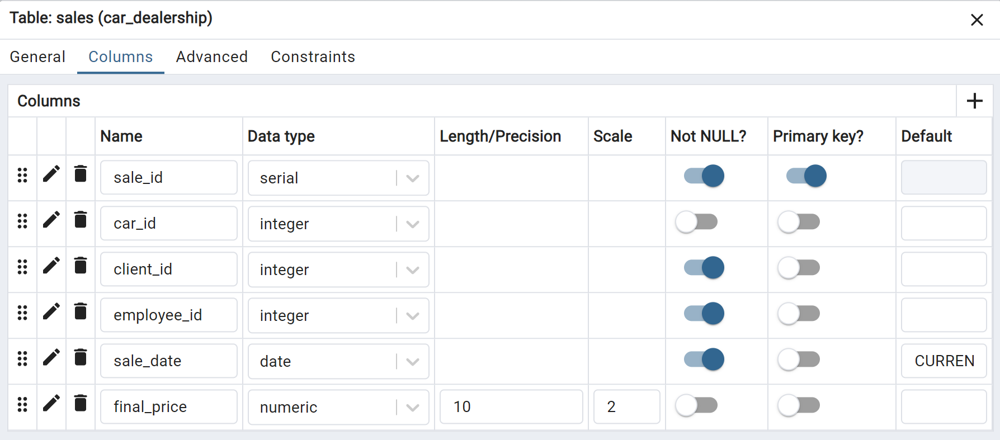 Table: sales (car_dealership)
General Columns Advanced Constraints
Columns
Name Data type Length/Precision Scale Not NULL? Primary key? Default
sale_id serial
car_id integer
client_id integer
employee_id integer
sale_date date CURREN
final_price numeric 10 2